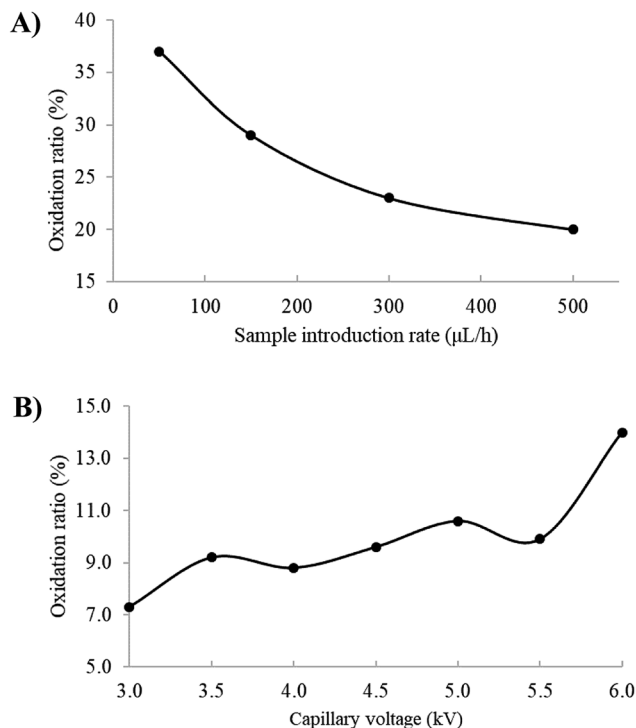 A)
Oxidation ratio (%)
40
35
30
25
20
15
0 100 200 300 400 500
Sample introduction rate (µL/h)
B)
Oxidation ratio (%)
15.0
13.0
11.0
9.0
7.0
5.0
3.0 3.5 4.0 4.5 5.0 5.5 6.0
Capillary voltage (kV)